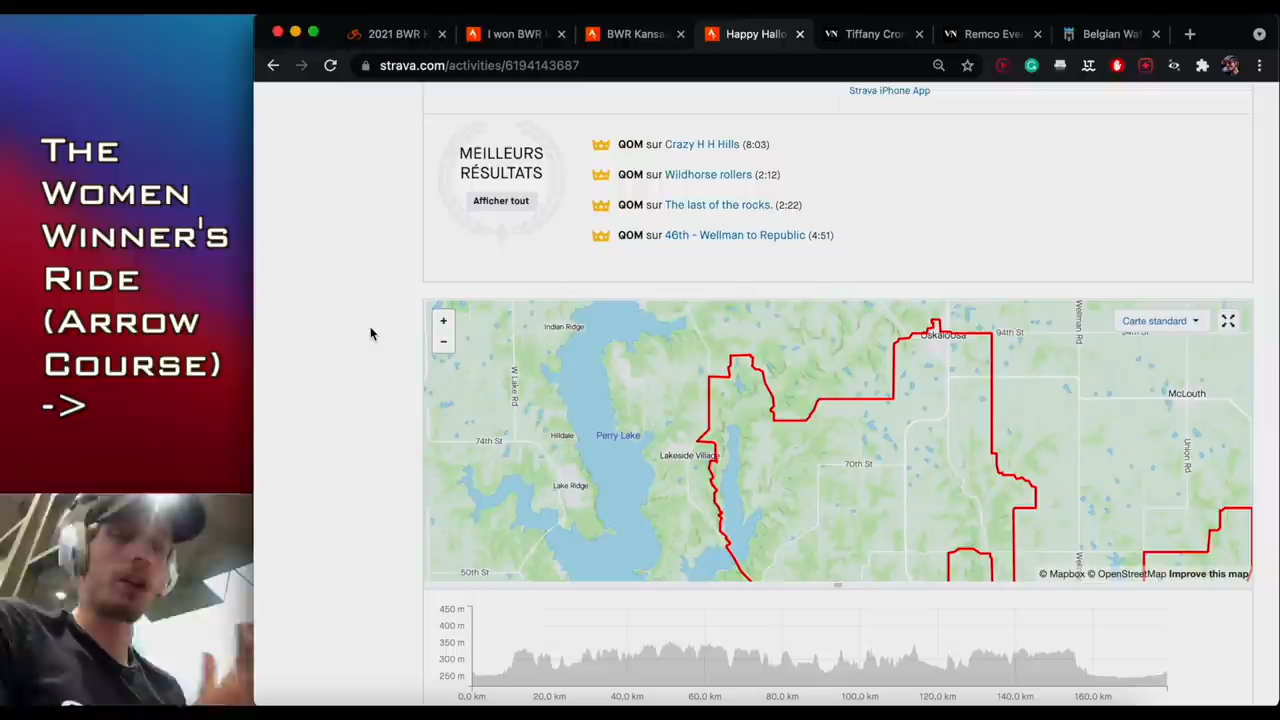 2021 BWR K
I won BWR
BWR Kansa
Happy Hallo
Tiffany Cron
Remco Eve
Belgian Waf
strava.com/activities/6194143687
THE
WOMEN
WINNER'S
RIDE
(ARROW
COURSE)
->
Strava iPhone App
MEILLEURS
RÉSULTATS
Afficher tout
QOM sur Crazy H H Hills (8:03)
QOM sur Wildhorse rollers (2:12)
QOM sur The last of the rocks. (2:22)
QOM sur 46th - Wellman to Republic (4:51)
+
−
Carte standard
Indian Ridge
W Lake Rd
Oskaloosa
94th St
Wellman Rd
McLouth
Perry Lake
Hilldale
74th St
Lakeside Village
70th St
Union Rd
Lake Ridge
50th St
© Mapbox © OpenStreetMap Improve this map
450 m
400 m
350 m
300 m
250 m
0.0 km 20.0 km 40.0 km 60.0 km 80.0 km 100.0 km 120.0 km 140.0 km 160.0 km